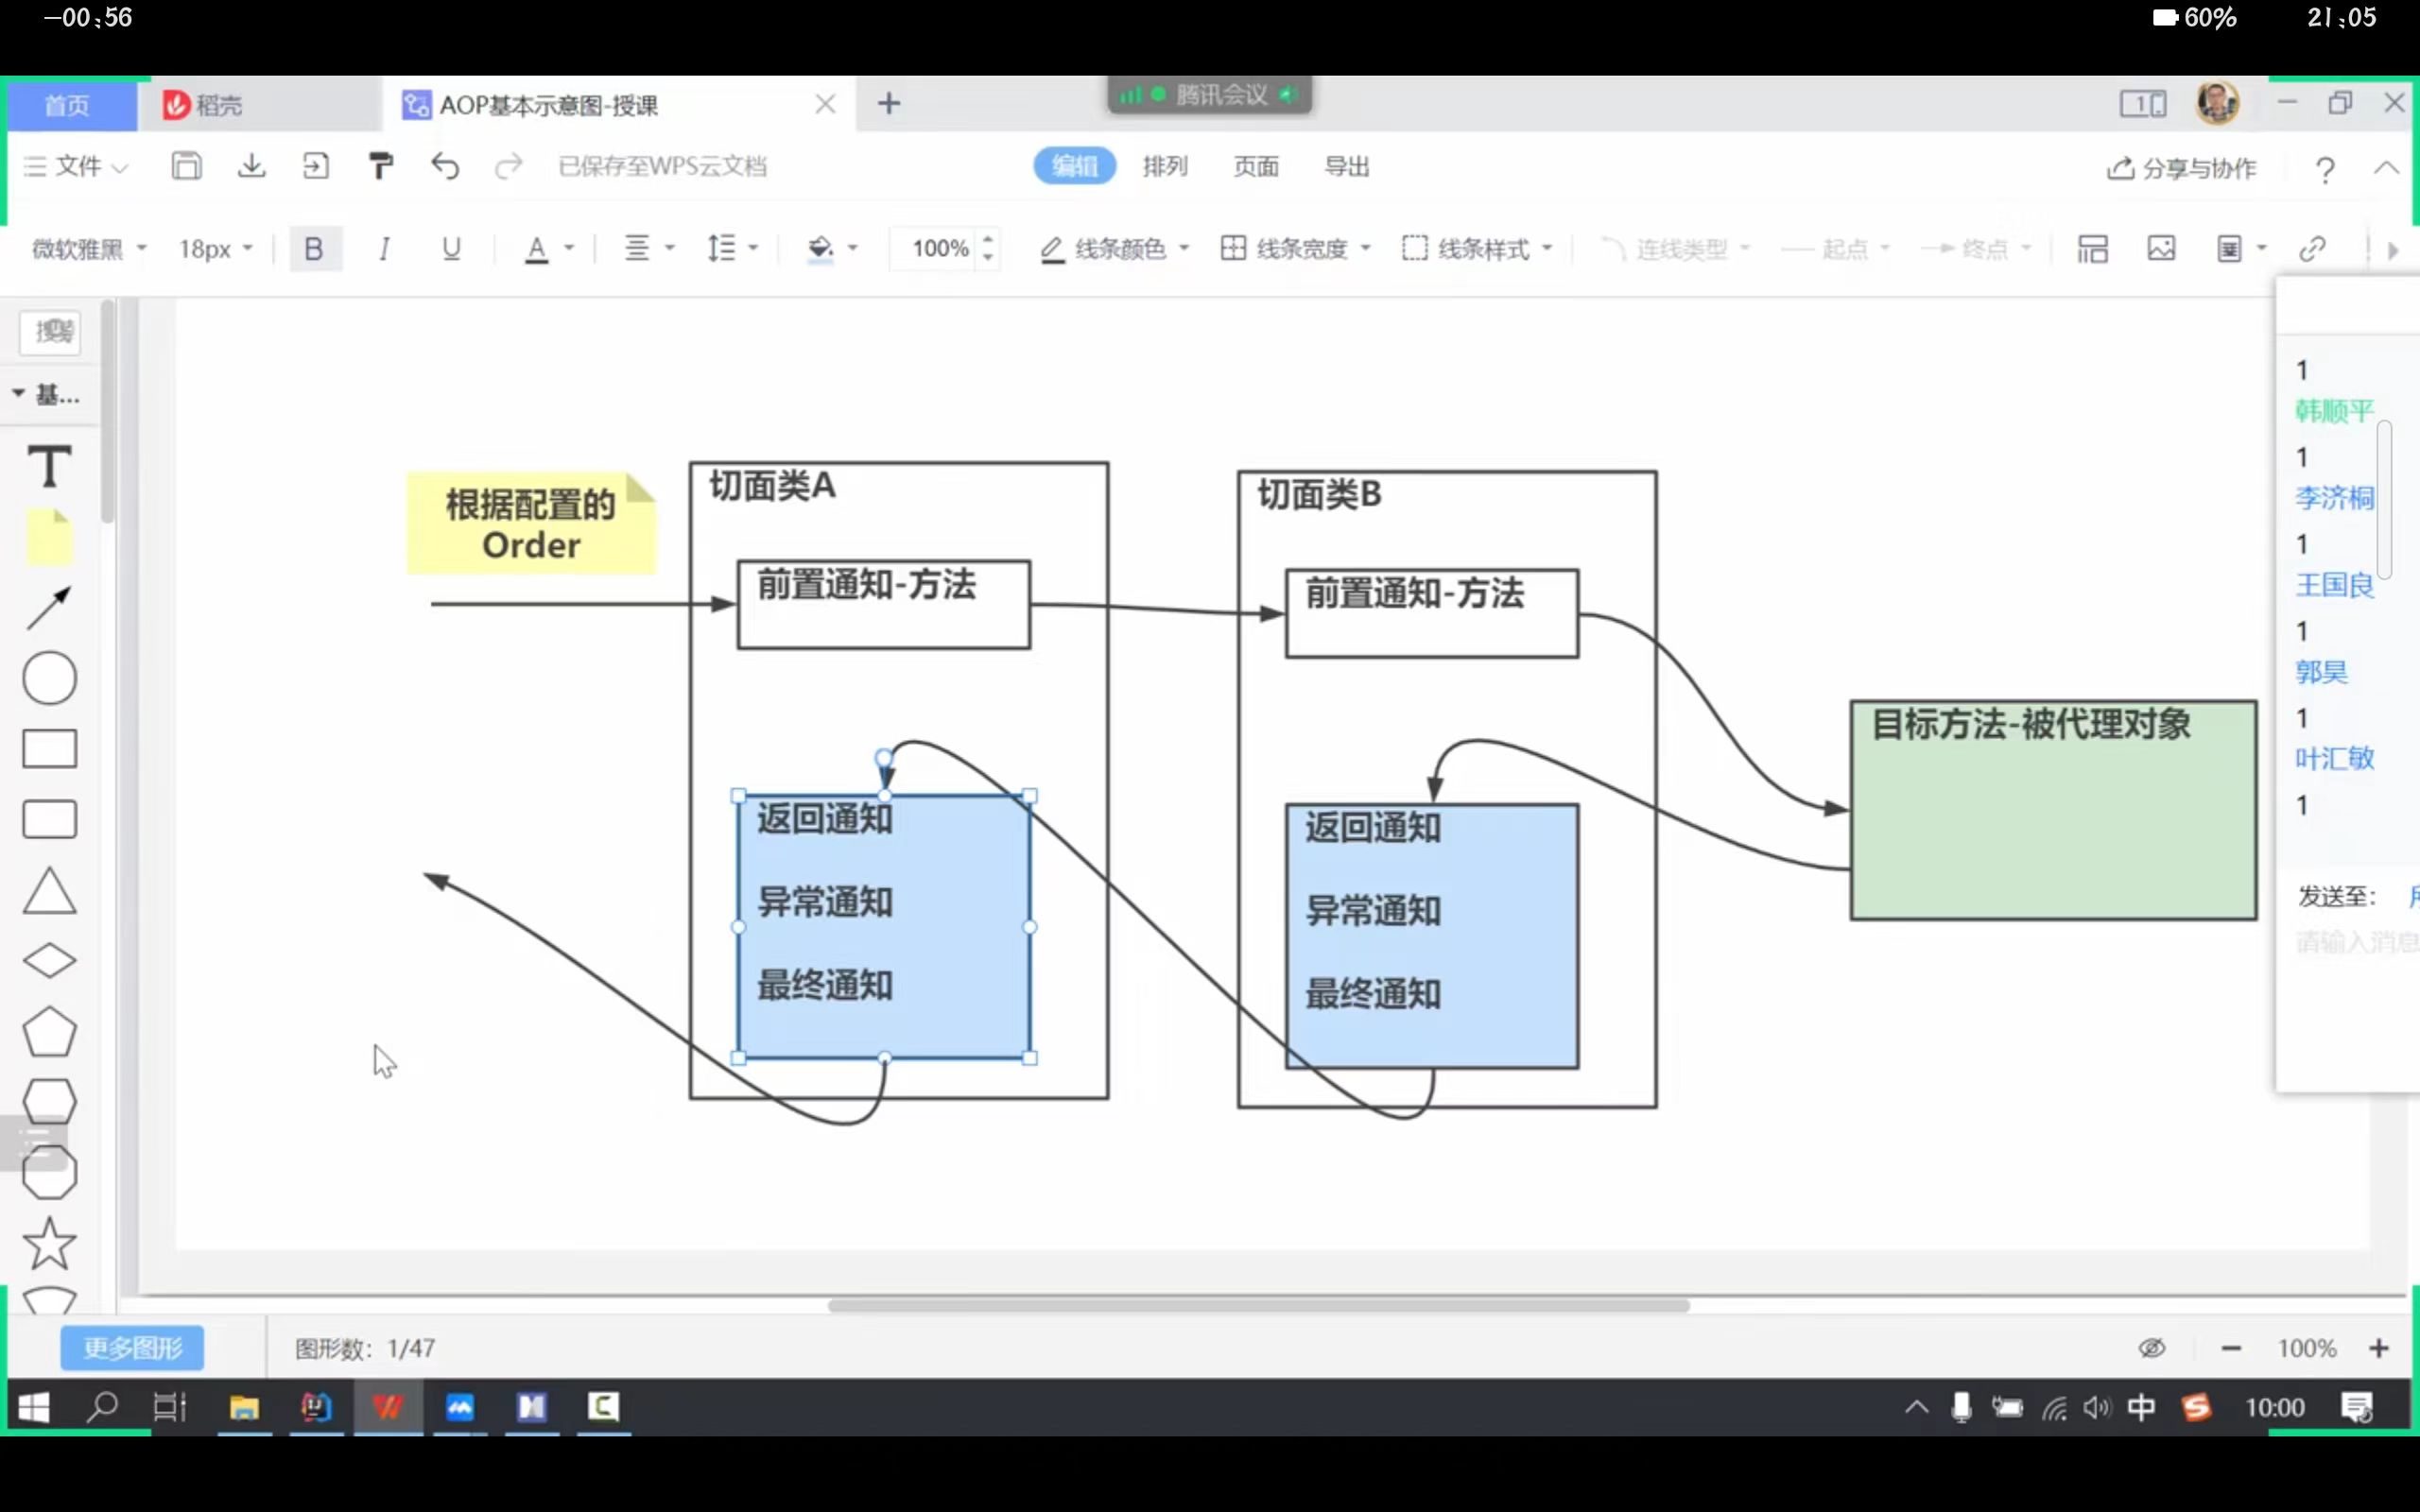 —00:56
60%
21:05
首页
稻壳
AOP基本示意图-授课
腾讯会议
文件
已保存至WPS云文档
编辑
排列
页面
导出
分享与协作
微软雅黑
18px
B
I
U
A
100%
线条颜色
线条宽度
线条样式
连线类型
起点
终点
基...
T
根据配置的
Order
切面类A
前置通知-方法
返回通知
异常通知
最终通知
切面类B
前置通知-方法
返回通知
异常通知
最终通知
目标方法-被代理对象
1
韩顺平
1
李济桐
1
王国良
1
郭昊
1
叶汇敏
1
发送至:
请输入消息
更多图形
图形数: 1/47
100%
中
10:00